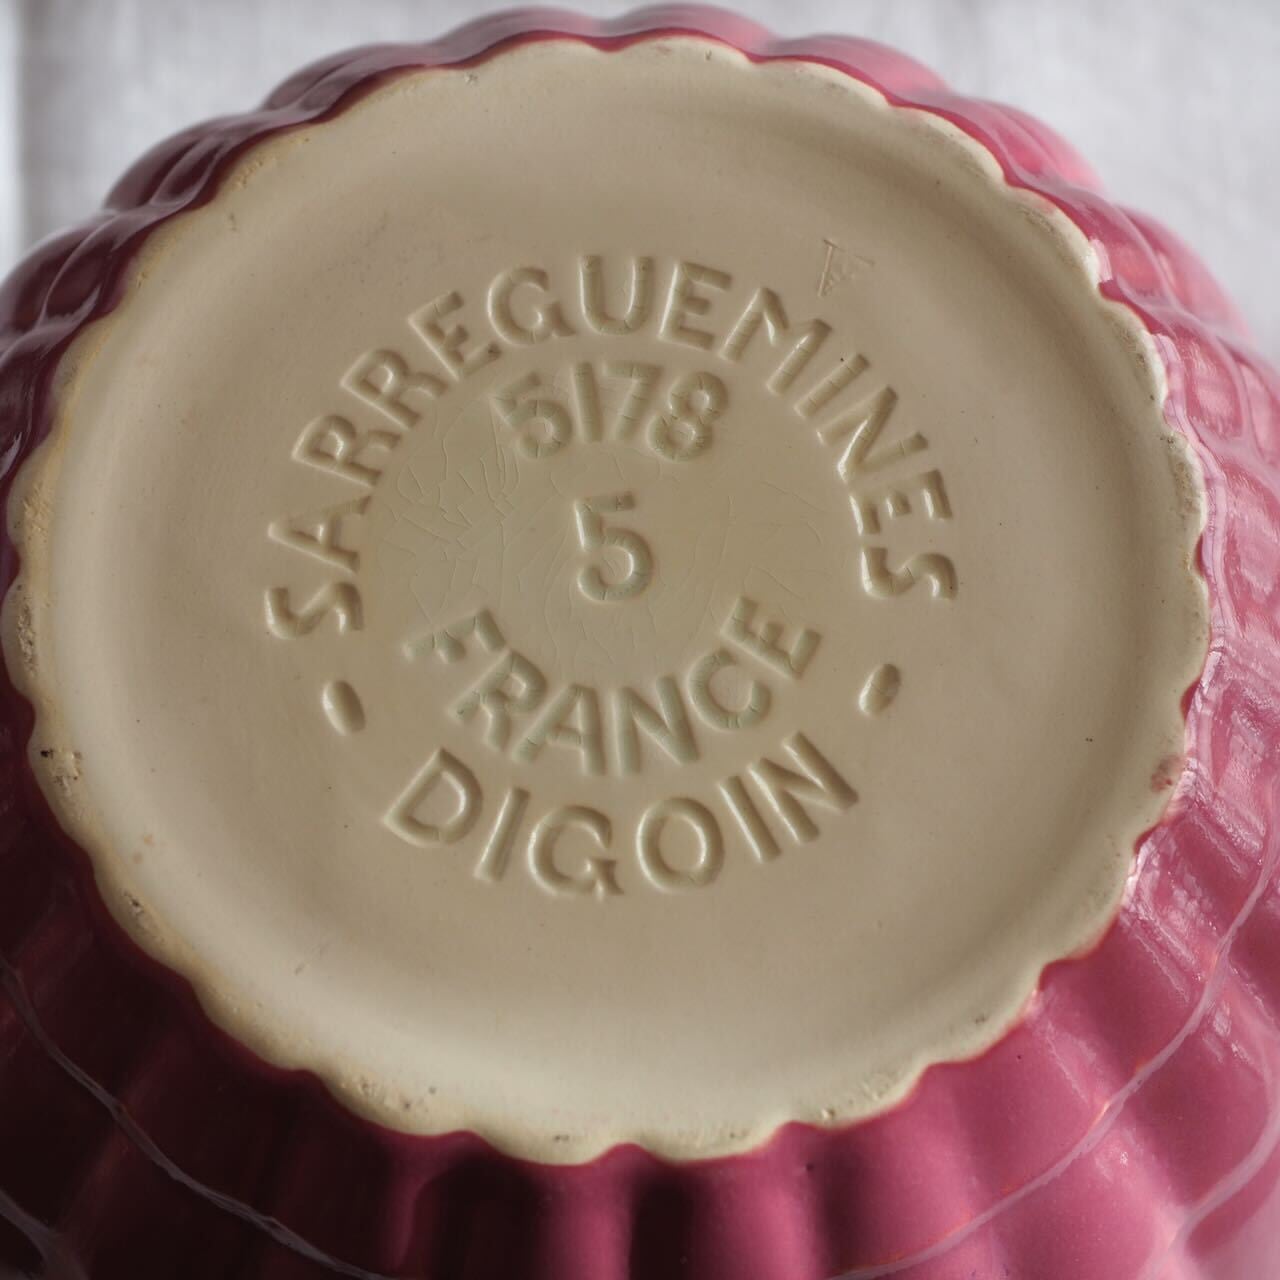 SARREGUEMINES
5178
5
FRANCE
DIGOIN
V